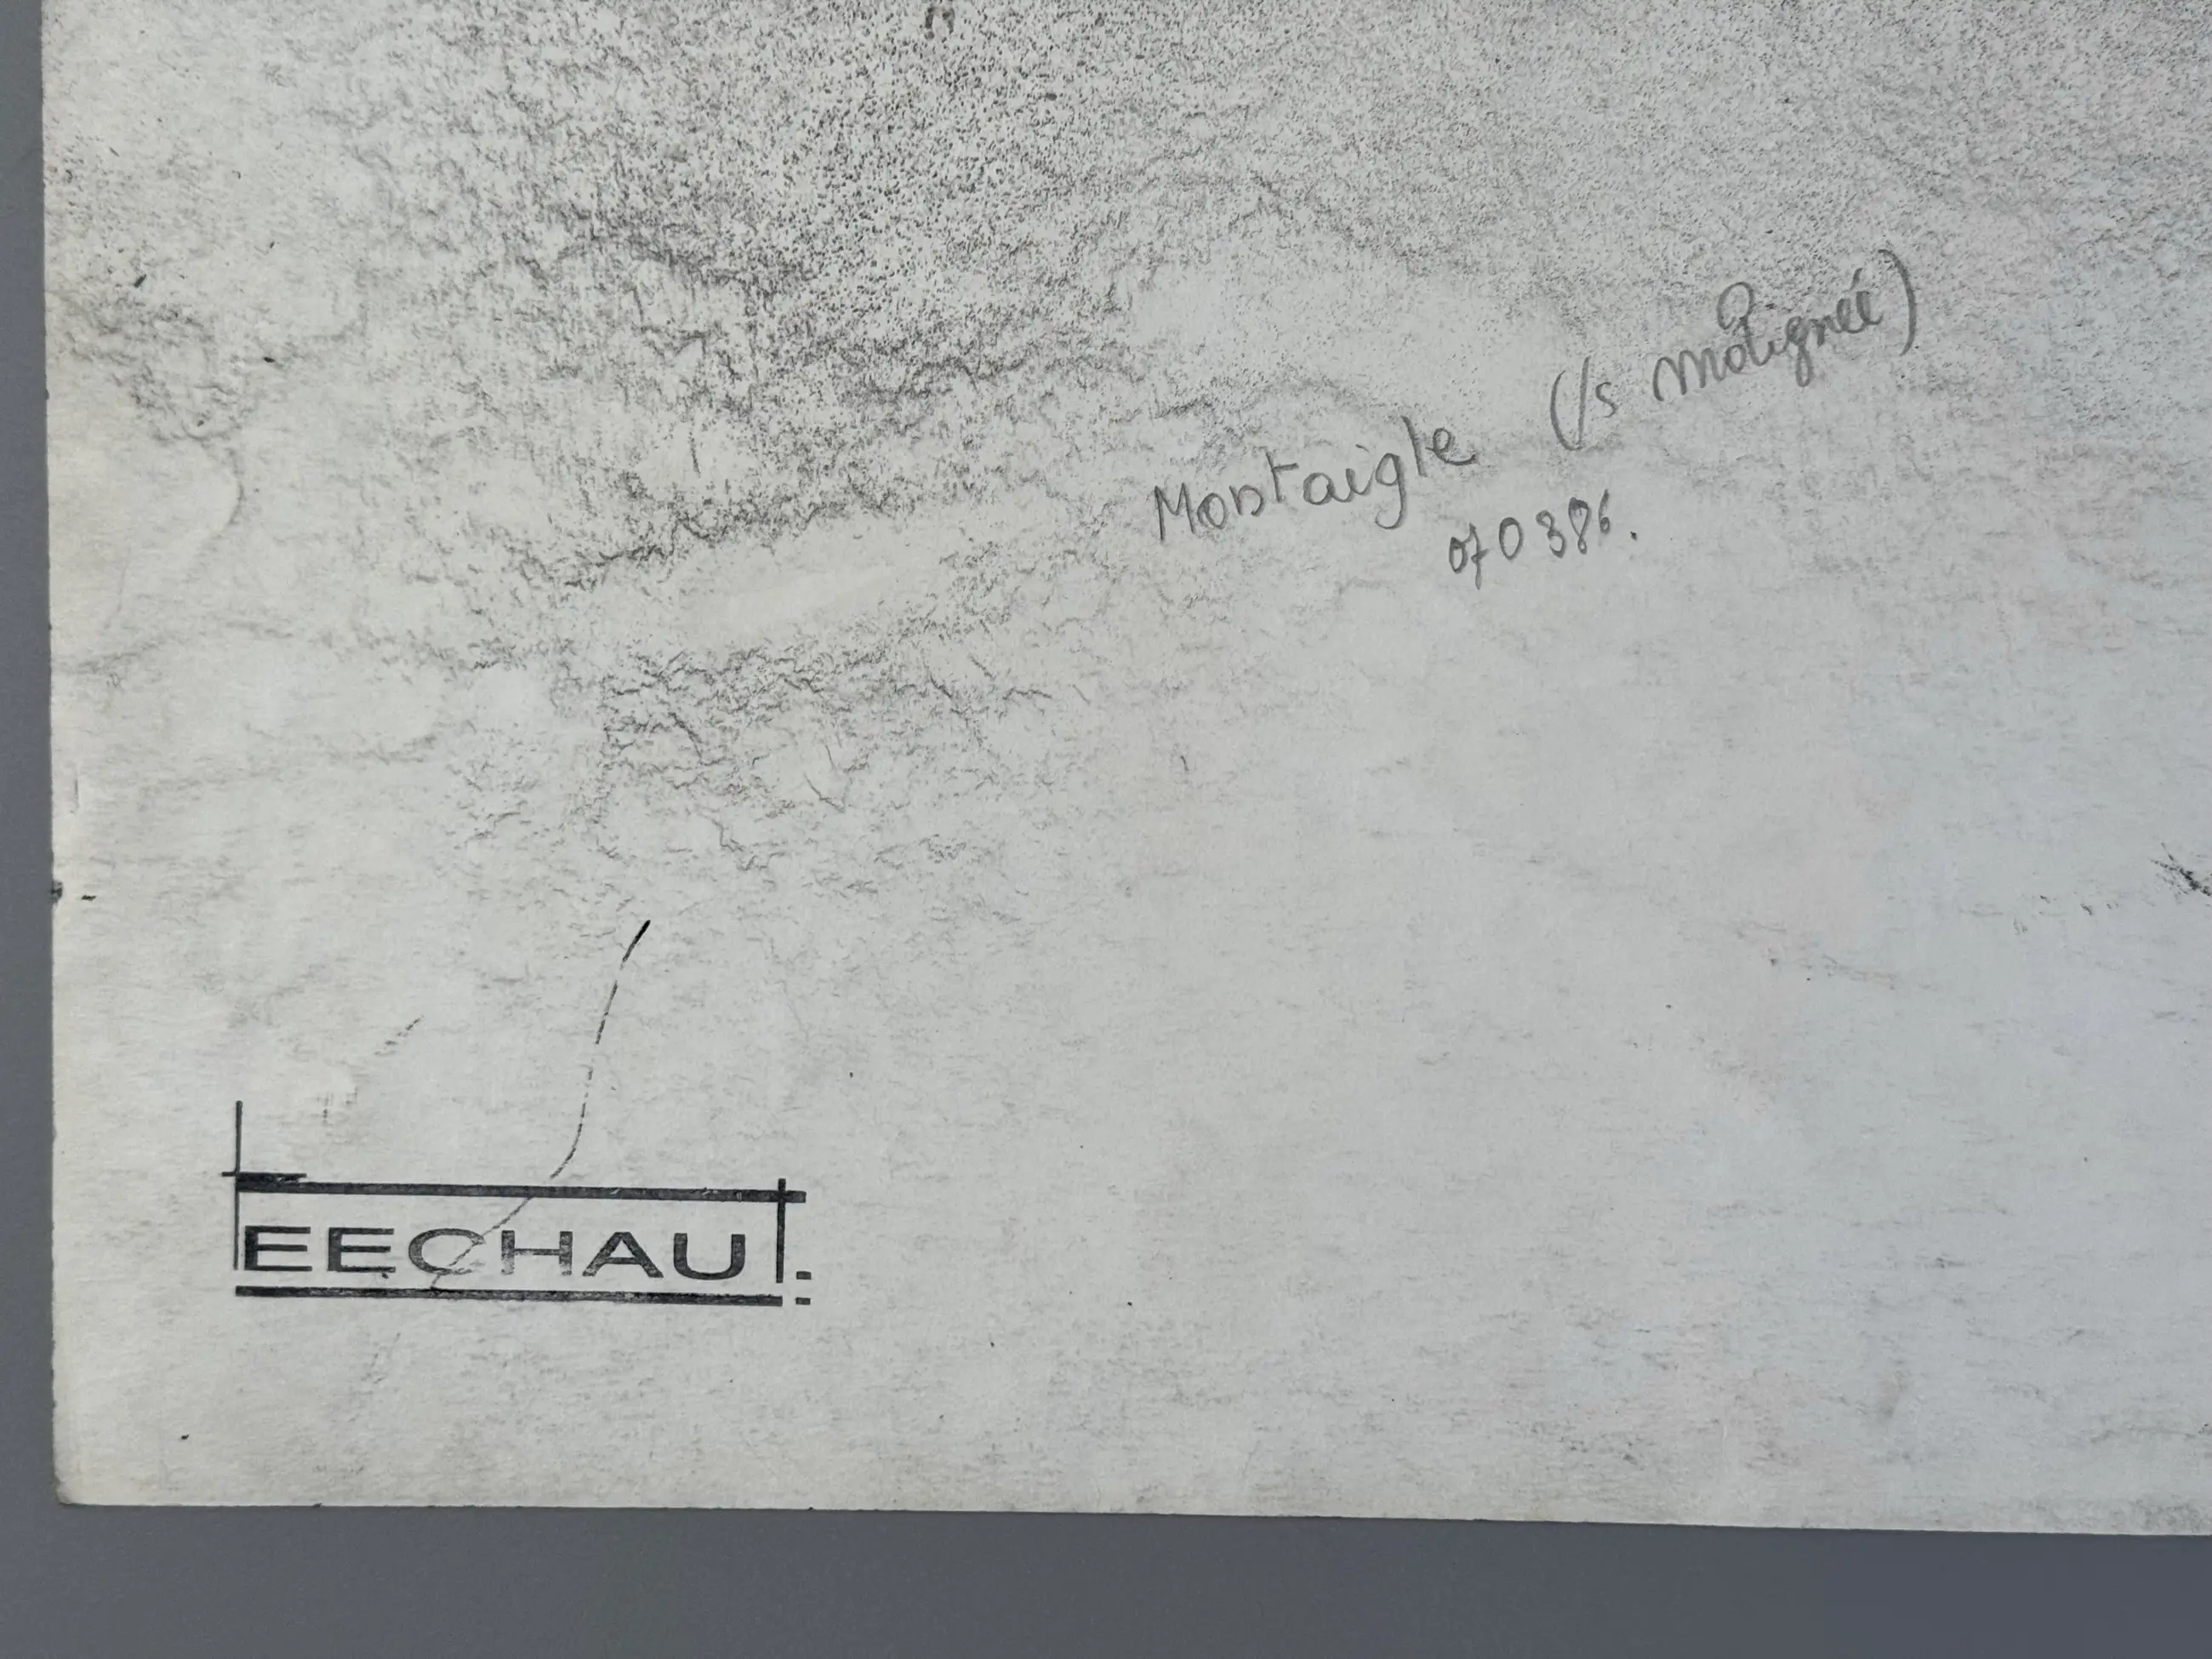 Montaigle (/s Molignée)
070386.
EECHAUT: